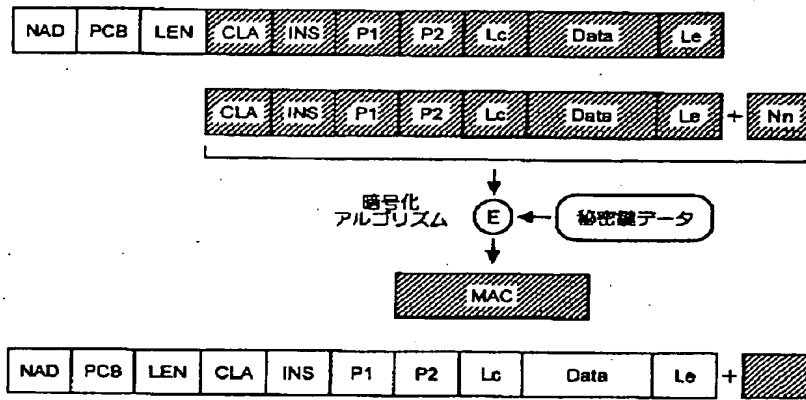 NAD PCB LEN CLA INS P1 P2 Lc Data Le
CLA INS P1 P2 Lc Data Le + Nn
暗号化
アルゴリズム
E
秘密鍵データ
MAC
NAD PCB LEN CLA INS P1 P2 Lc Data Le +